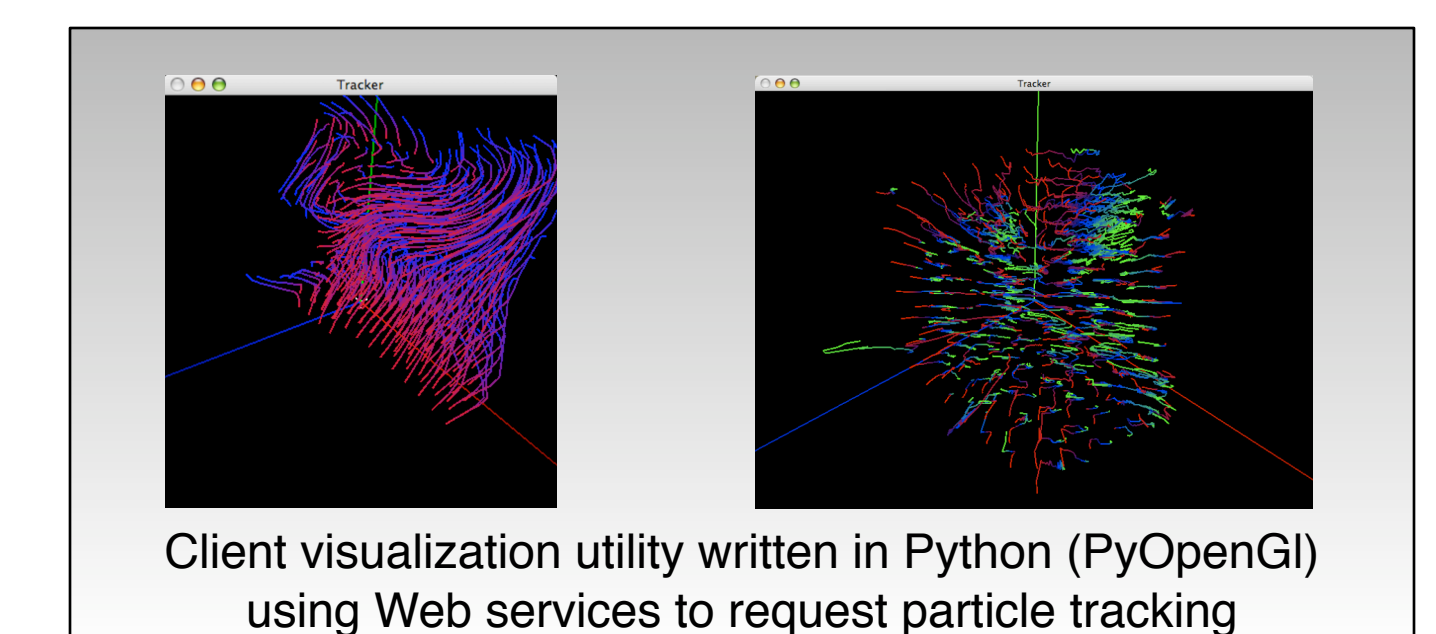 Tracker
Tracker
Client visualization utility written in Python (PyOpenGl)
using Web services to request particle tracking